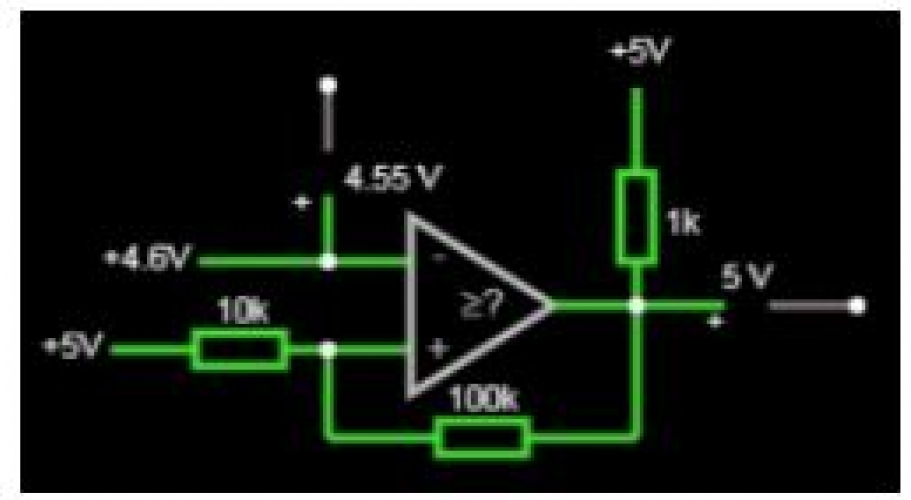 +5V
4.55 V
+
1k
+4.6V
-
5 V
10k
≥?
+
+5V
+
100k